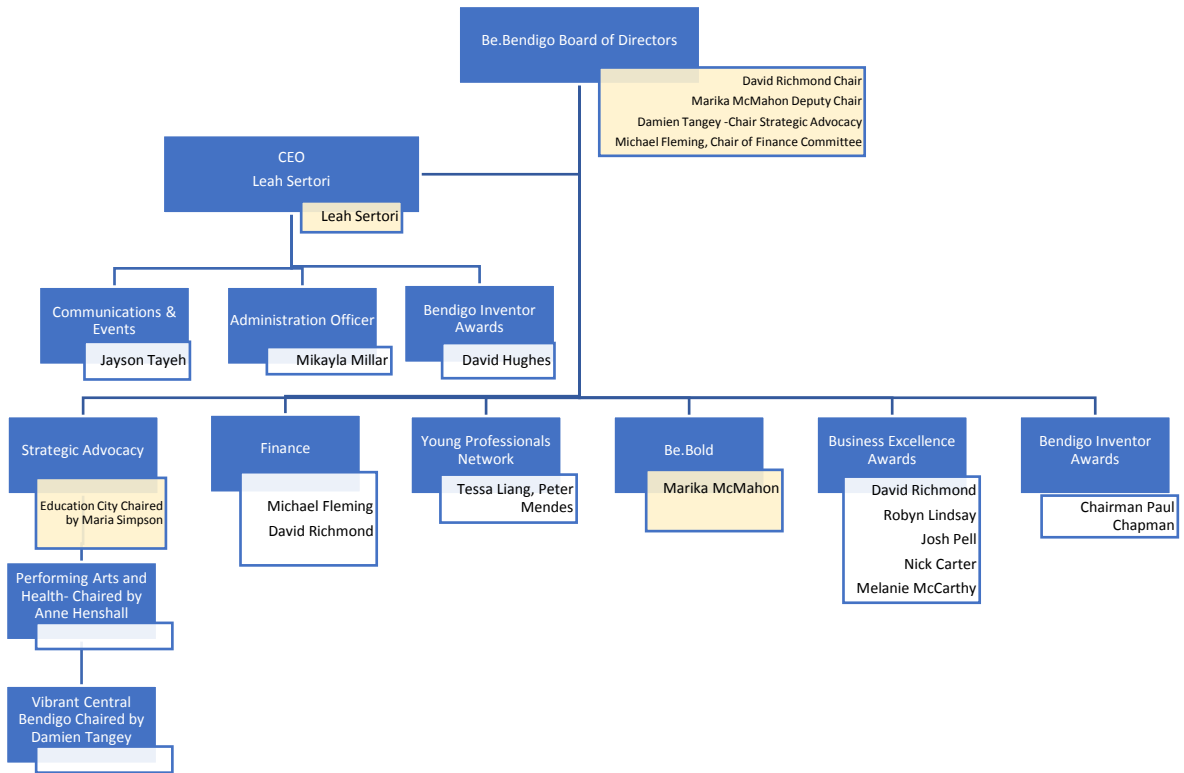 Be.Bendigo Board of Directors
David Richmond Chair
Marika McMahon Deputy Chair
Damien Tangey -Chair Strategic Advocacy
Michael Fleming, Chair of Finance Committee
CEO
Leah Sertori
Leah Sertori
Communications &
Events
Jayson Tayeh
Administration Officer
Mikayla Millar
Bendigo Inventor
Awards
David Hughes
Strategic Advocacy
Education City Chaired
by Maria Simpson
Performing Arts and
Health- Chaired by
Anne Henshall
Vibrant Central
Bendigo Chaired by
Damien Tangey
Finance
Michael Fleming
David Richmond
Young Professionals
Network
Tessa Liang, Peter
Mendes
Be.Bold
Marika McMahon
Business Excellence
Awards
David Richmond
Robyn Lindsay
Josh Pell
Nick Carter
Melanie McCarthy
Bendigo Inventor
Awards
Chairman Paul
Chapman